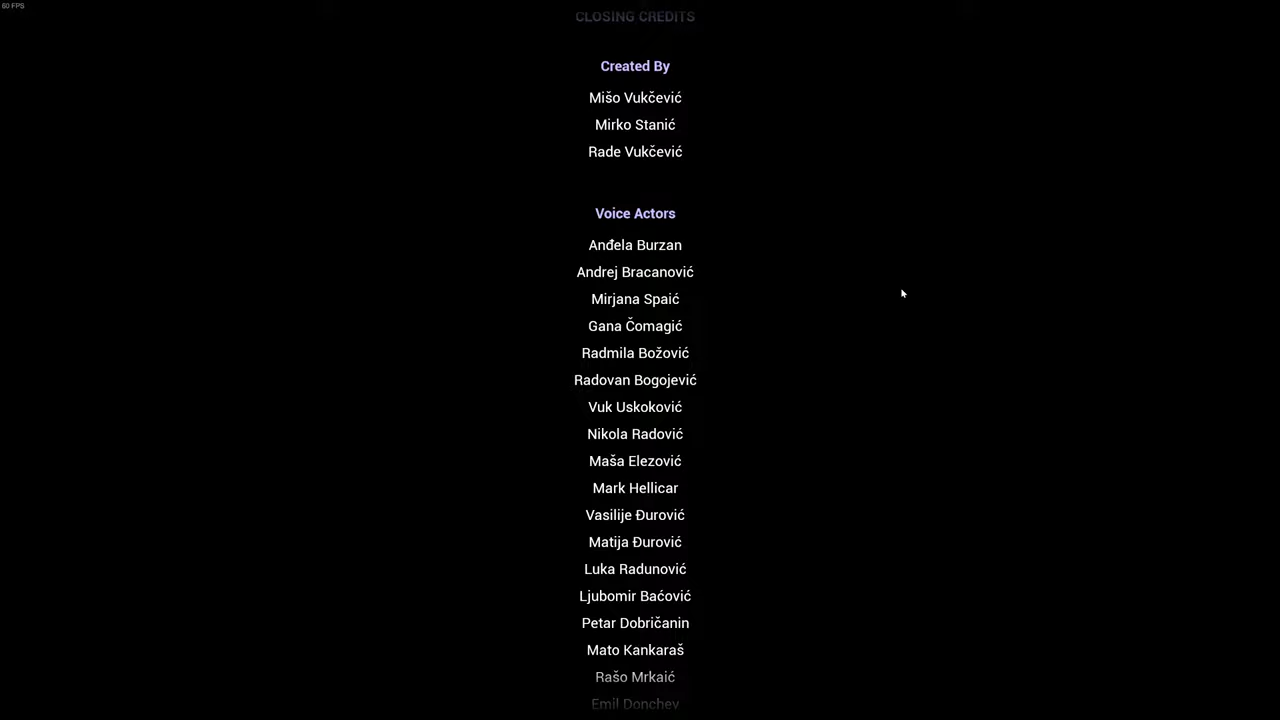 60 FPS
CLOSING CREDITS
Created By
Mišo Vukčević
Mirko Stanić
Rade Vukčević
Voice Actors
Anđela Burzan
Andrej Bracanović
Mirjana Spaić
Gana Čomagić
Radmila Božović
Radovan Bogojević
Vuk Uskoković
Nikola Radović
Maša Elezović
Mark Hellicar
Vasilije Đurović
Matija Đurović
Luka Radunović
Ljubomir Baćović
Petar Dobričanin
Mato Kankaraš
Rašo Mrkaić
Emil Donchev